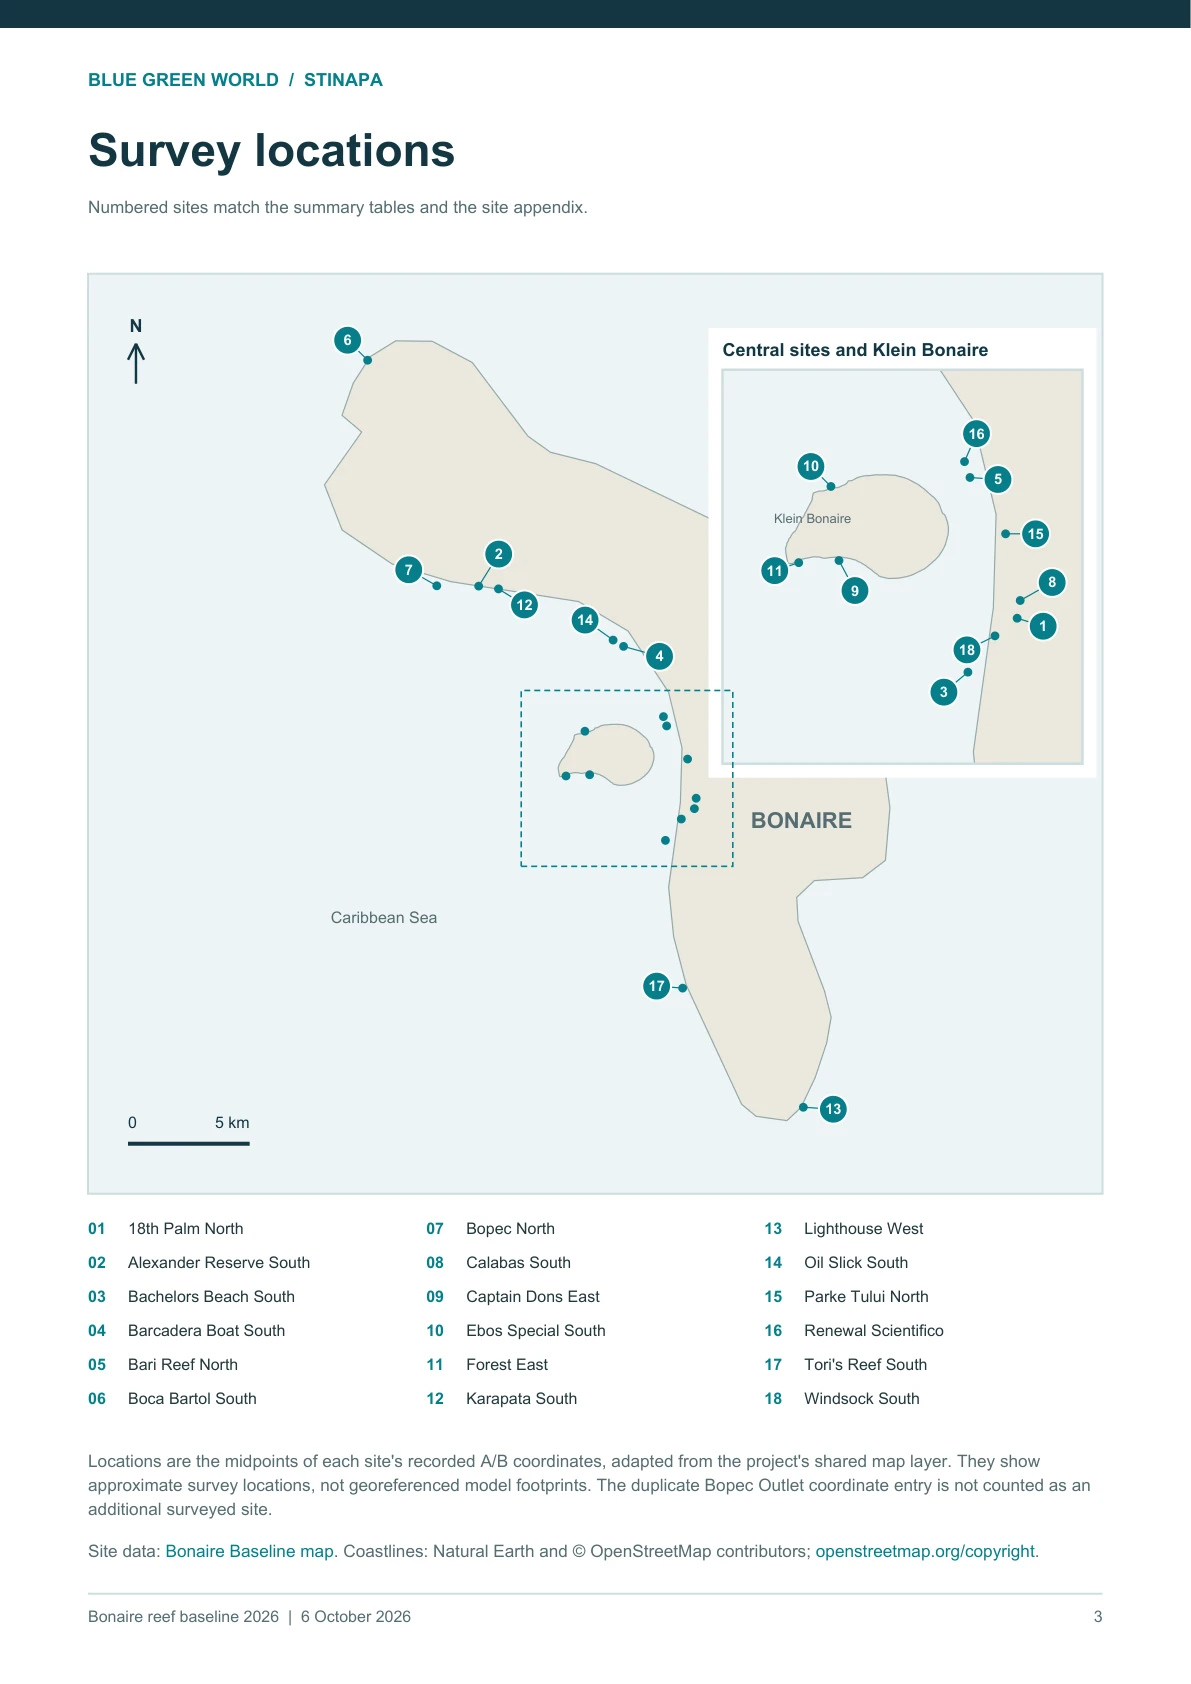 BLUE GREEN WORLD / STINAPA
Survey locations
Numbered sites match the summary tables and the site appendix.
N
6
Central sites and Klein Bonaire
16
10
5
Klein Bonaire
15
11
9
8
1
18
3
2
7
12
14
4
BONAIRE
Caribbean Sea
17
13
0 5 km
01 18th Palm North
02 Alexander Reserve South
03 Bachelors Beach South
04 Barcadera Boat South
05 Bari Reef North
06 Boca Bartol South
07 Bopec North
08 Calabas South
09 Captain Dons East
10 Ebos Special South
11 Forest East
12 Karapata South
13 Lighthouse West
14 Oil Slick South
15 Parke Tului North
16 Renewal Scientifico
17 Tori's Reef South
18 Windsock South
Locations are the midpoints of each site's recorded A/B coordinates, adapted from the project's shared map layer. They show
approximate survey locations, not georeferenced model footprints. The duplicate Bopec Outlet coordinate entry is not counted as an
additional surveyed site.
Site data: Bonaire Baseline map. Coastlines: Natural Earth and © OpenStreetMap contributors; openstreetmap.org/copyright.
Bonaire reef baseline 2026 | 6 October 2026
3